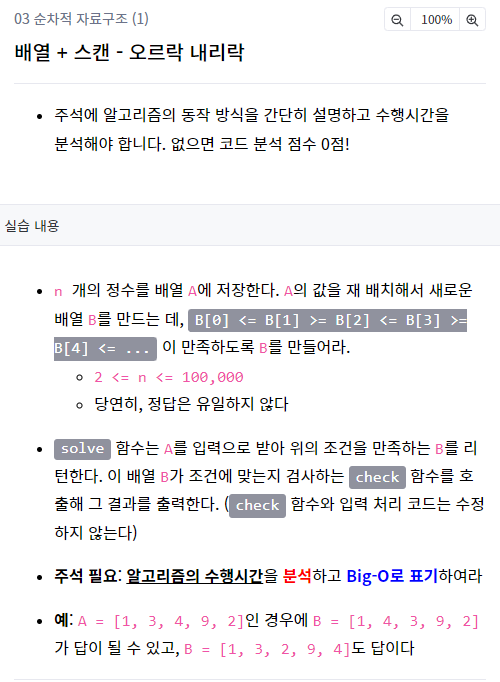 03 순차적 자료구조 (1)
100%
배열 + 스캔 - 오르락 내리락
주석에 알고리즘의 동작 방식을 간단히 설명하고 수행시간을
분석해야 합니다. 없으면 코드 분석 점수 0점!
실습 내용
n 개의 정수를 배열 A에 저장한다. A의 값을 재 배치해서 새로운
배열 B를 만드는 데, B[0] <= B[1] >= B[2] <= B[3] >=
B[4] <= ... 이 만족하도록 B를 만들어라.
2 <= n <= 100,000
당연히, 정답은 유일하지 않다
solve 함수는 A를 입력으로 받아 위의 조건을 만족하는 B를 리
턴한다. 이 배열 B가 조건에 맞는지 검사하는 check 함수를 호
출해 그 결과를 출력한다. (check 함수와 입력 처리 코드는 수정
하지 않는다)
주석 필요: 알고리즘의 수행시간을 분석하고 Big-O로 표기하여라
예: A = [1, 3, 4, 9, 2]인 경우에 B = [1, 4, 3, 9, 2]
가 답이 될 수 있고, B = [1, 3, 2, 9, 4]도 답이다